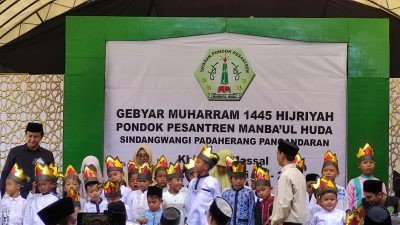 GEBYAR MUHARRAM 1445 HIJRIYAH
PONDOK PESANTREN MANBA'UL HUDA
SINDANGWANGI PADAHERANG PANGANDARAN